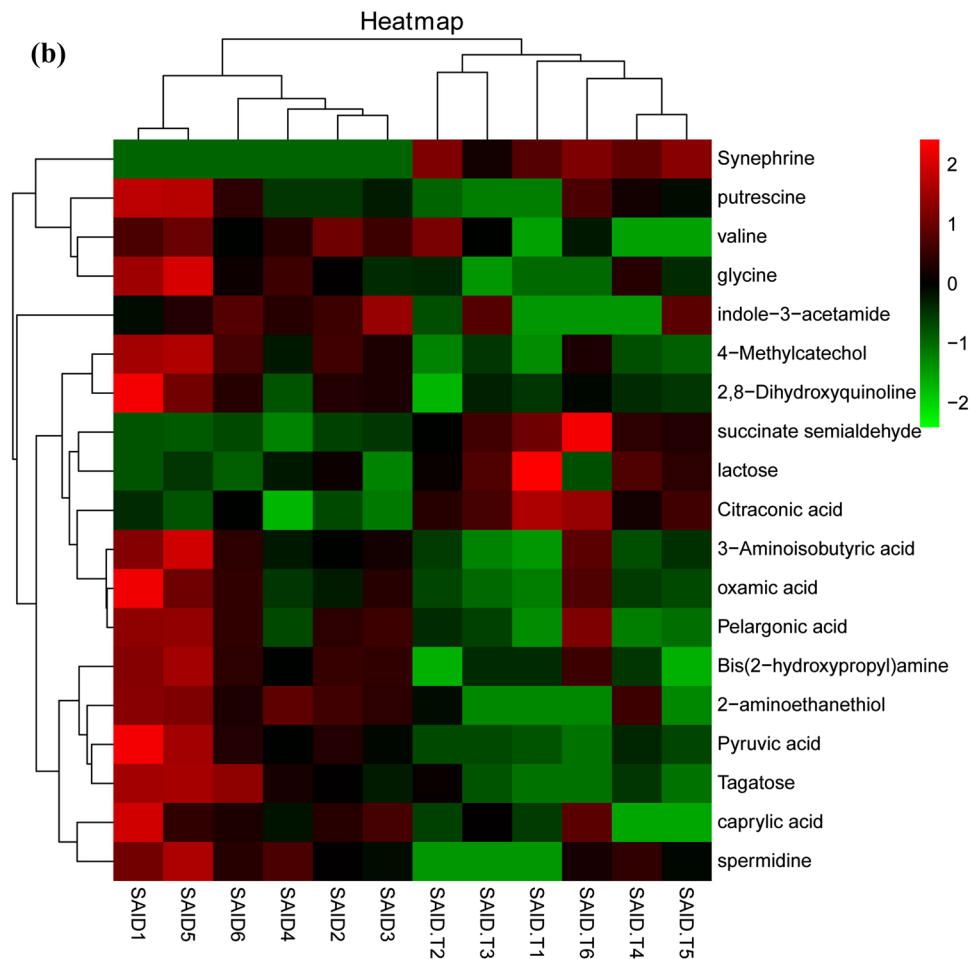 Heatmap
(b)
Synephrine
putrescine
valine
glycine
indole−3−acetamide
4−Methylcatechol
2,8−Dihydroxyquinoline
succinate semialdehyde
lactose
Citraconic acid
3−Aminoisobutyric acid
oxamic acid
Pelargonic acid
Bis(2−hydroxypropyl)amine
2−aminoethanethiol
Pyruvic acid
Tagatose
caprylic acid
spermidine
2
1
0
−1
−2
SAID1
SAID5
SAID6
SAID4
SAID2
SAID3
SAID.T2
SAID.T3
SAID.T1
SAID.T6
SAID.T4
SAID.T5